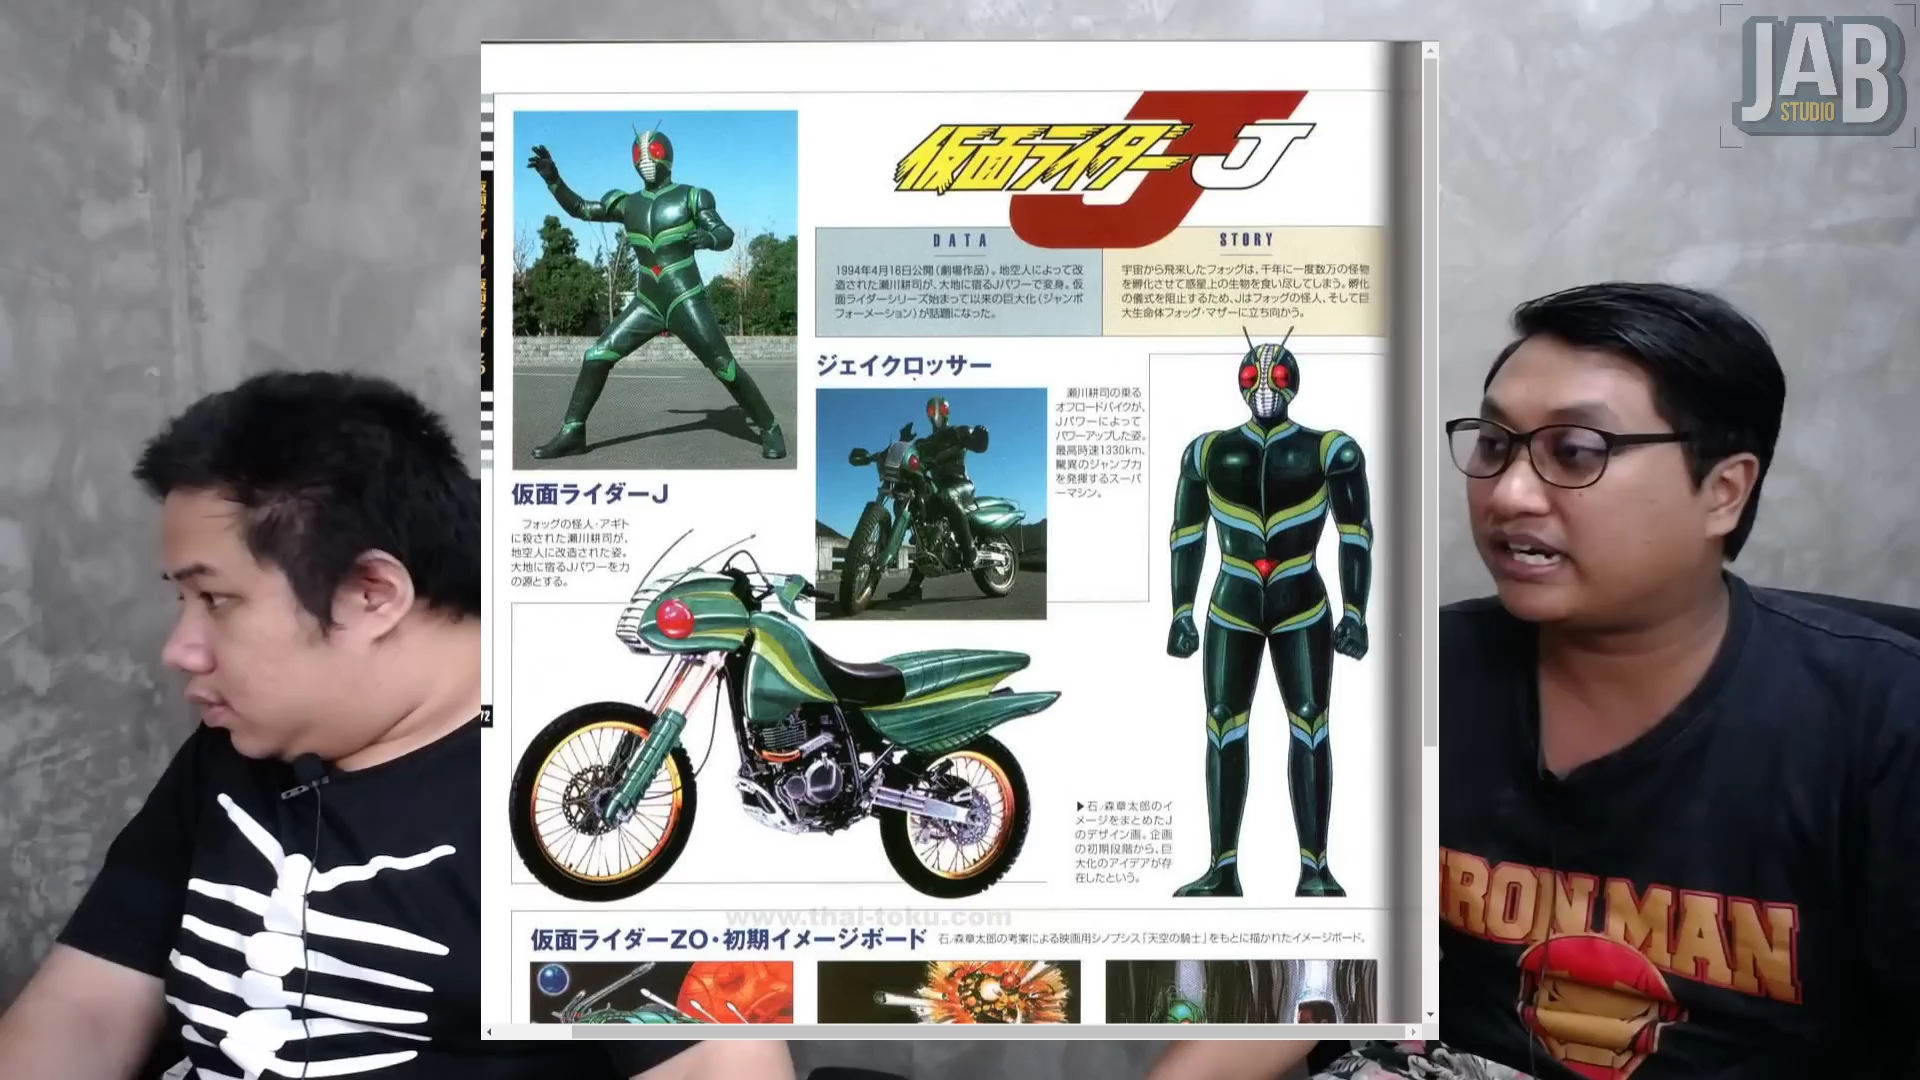 JAB
STUDIO
仮面ライダーJ
DATA
1994年4月16日公開（劇場作品）。地空人によって改
造された瀬川耕司が、大地に宿るJパワーで変身。仮
面ライダーシリーズ始まって以来の巨大化（ジャンボ
フォーメーション）が話題になった。
STORY
宇宙から飛来したフォッグは、千年に一度数万の怪物
を孵化させて惑星上の生物を食い尽してしまう。孵化
の儀式を阻止するため、Jはフォッグの怪人、そして巨
大生命体フォッグ・マザーに立ち向かう。
ジェイクロッサー
瀬川耕司の乗る
オフロードバイクが、
Jパワーによって
パワーアップした姿。
最高時速1330km、
驚異のジャンプ力
を発揮するスーパ
ーマシン。
仮面ライダーJ
フォッグの怪人・アギト
に殺された瀬川耕司が、
地空人に改造された姿。
大地に宿るJパワーを力
の源とする。
72
▶石ノ森章太郎のイ
メージをまとめたJ
のデザイン画。企画
の初期段階から、巨
大化のアイデアが存
在したという。
www.thai-toku.com
仮面ライダーZO・初期イメージボード
石ノ森章太郎の考案による映画用シノプシス「天空の騎士」をもとに描かれたイメージボード。
IRON MAN